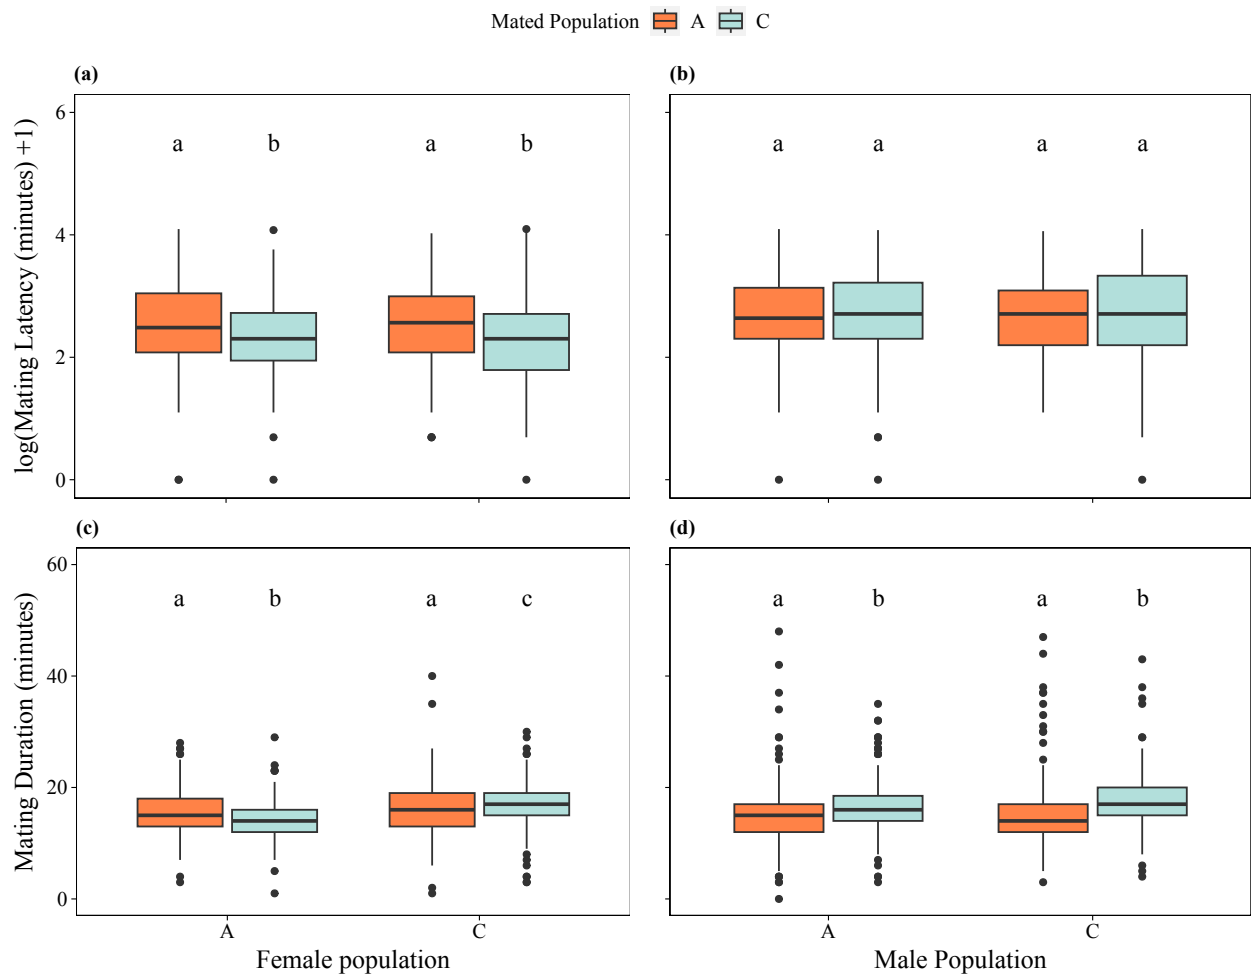 Mated Population A C
(a) (b)
log(Mating Latency (minutes) +1)
6
4
2
0
a b a b
a a a a
(c) (d)
Mating Duration (minutes)
60
40
20
0
a b a c
a b a b
A C
A C
Female population
Male Population